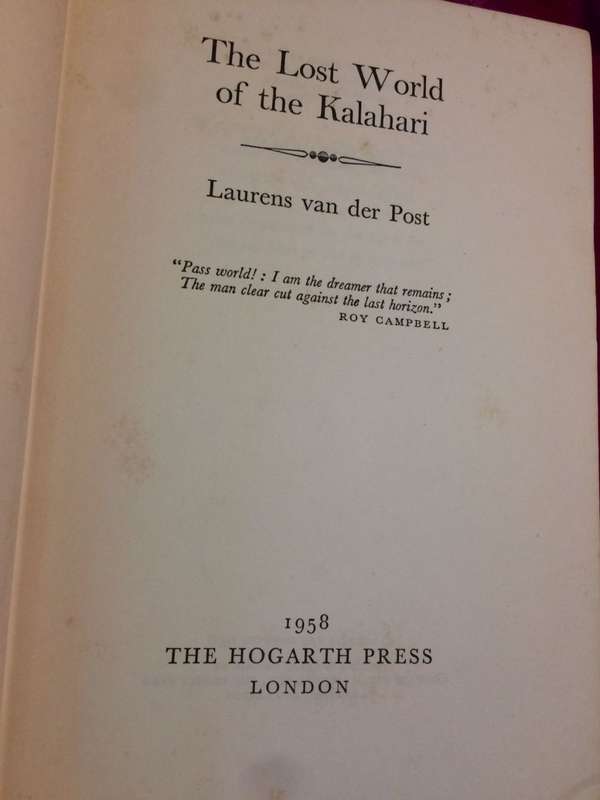 The Lost World
of the Kalahari
Laurens van der Post
“Pass world! : I am the dreamer that remains ;
The man clear cut against the last horizon.”
ROY CAMPBELL
1958
THE HOGARTH PRESS
LONDON